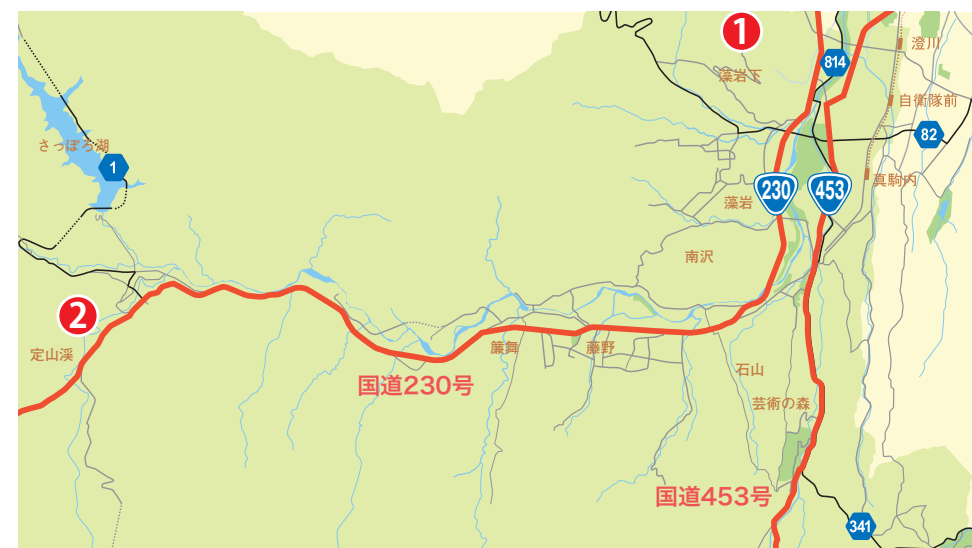 1
澄川
814
藻岩下
自衛隊前
82
さっぽろ湖
1
真駒内
230
453
藻岩
南沢
2
定山渓
簾舞
藤野
石山
国道230号
芸術の森
国道453号
341